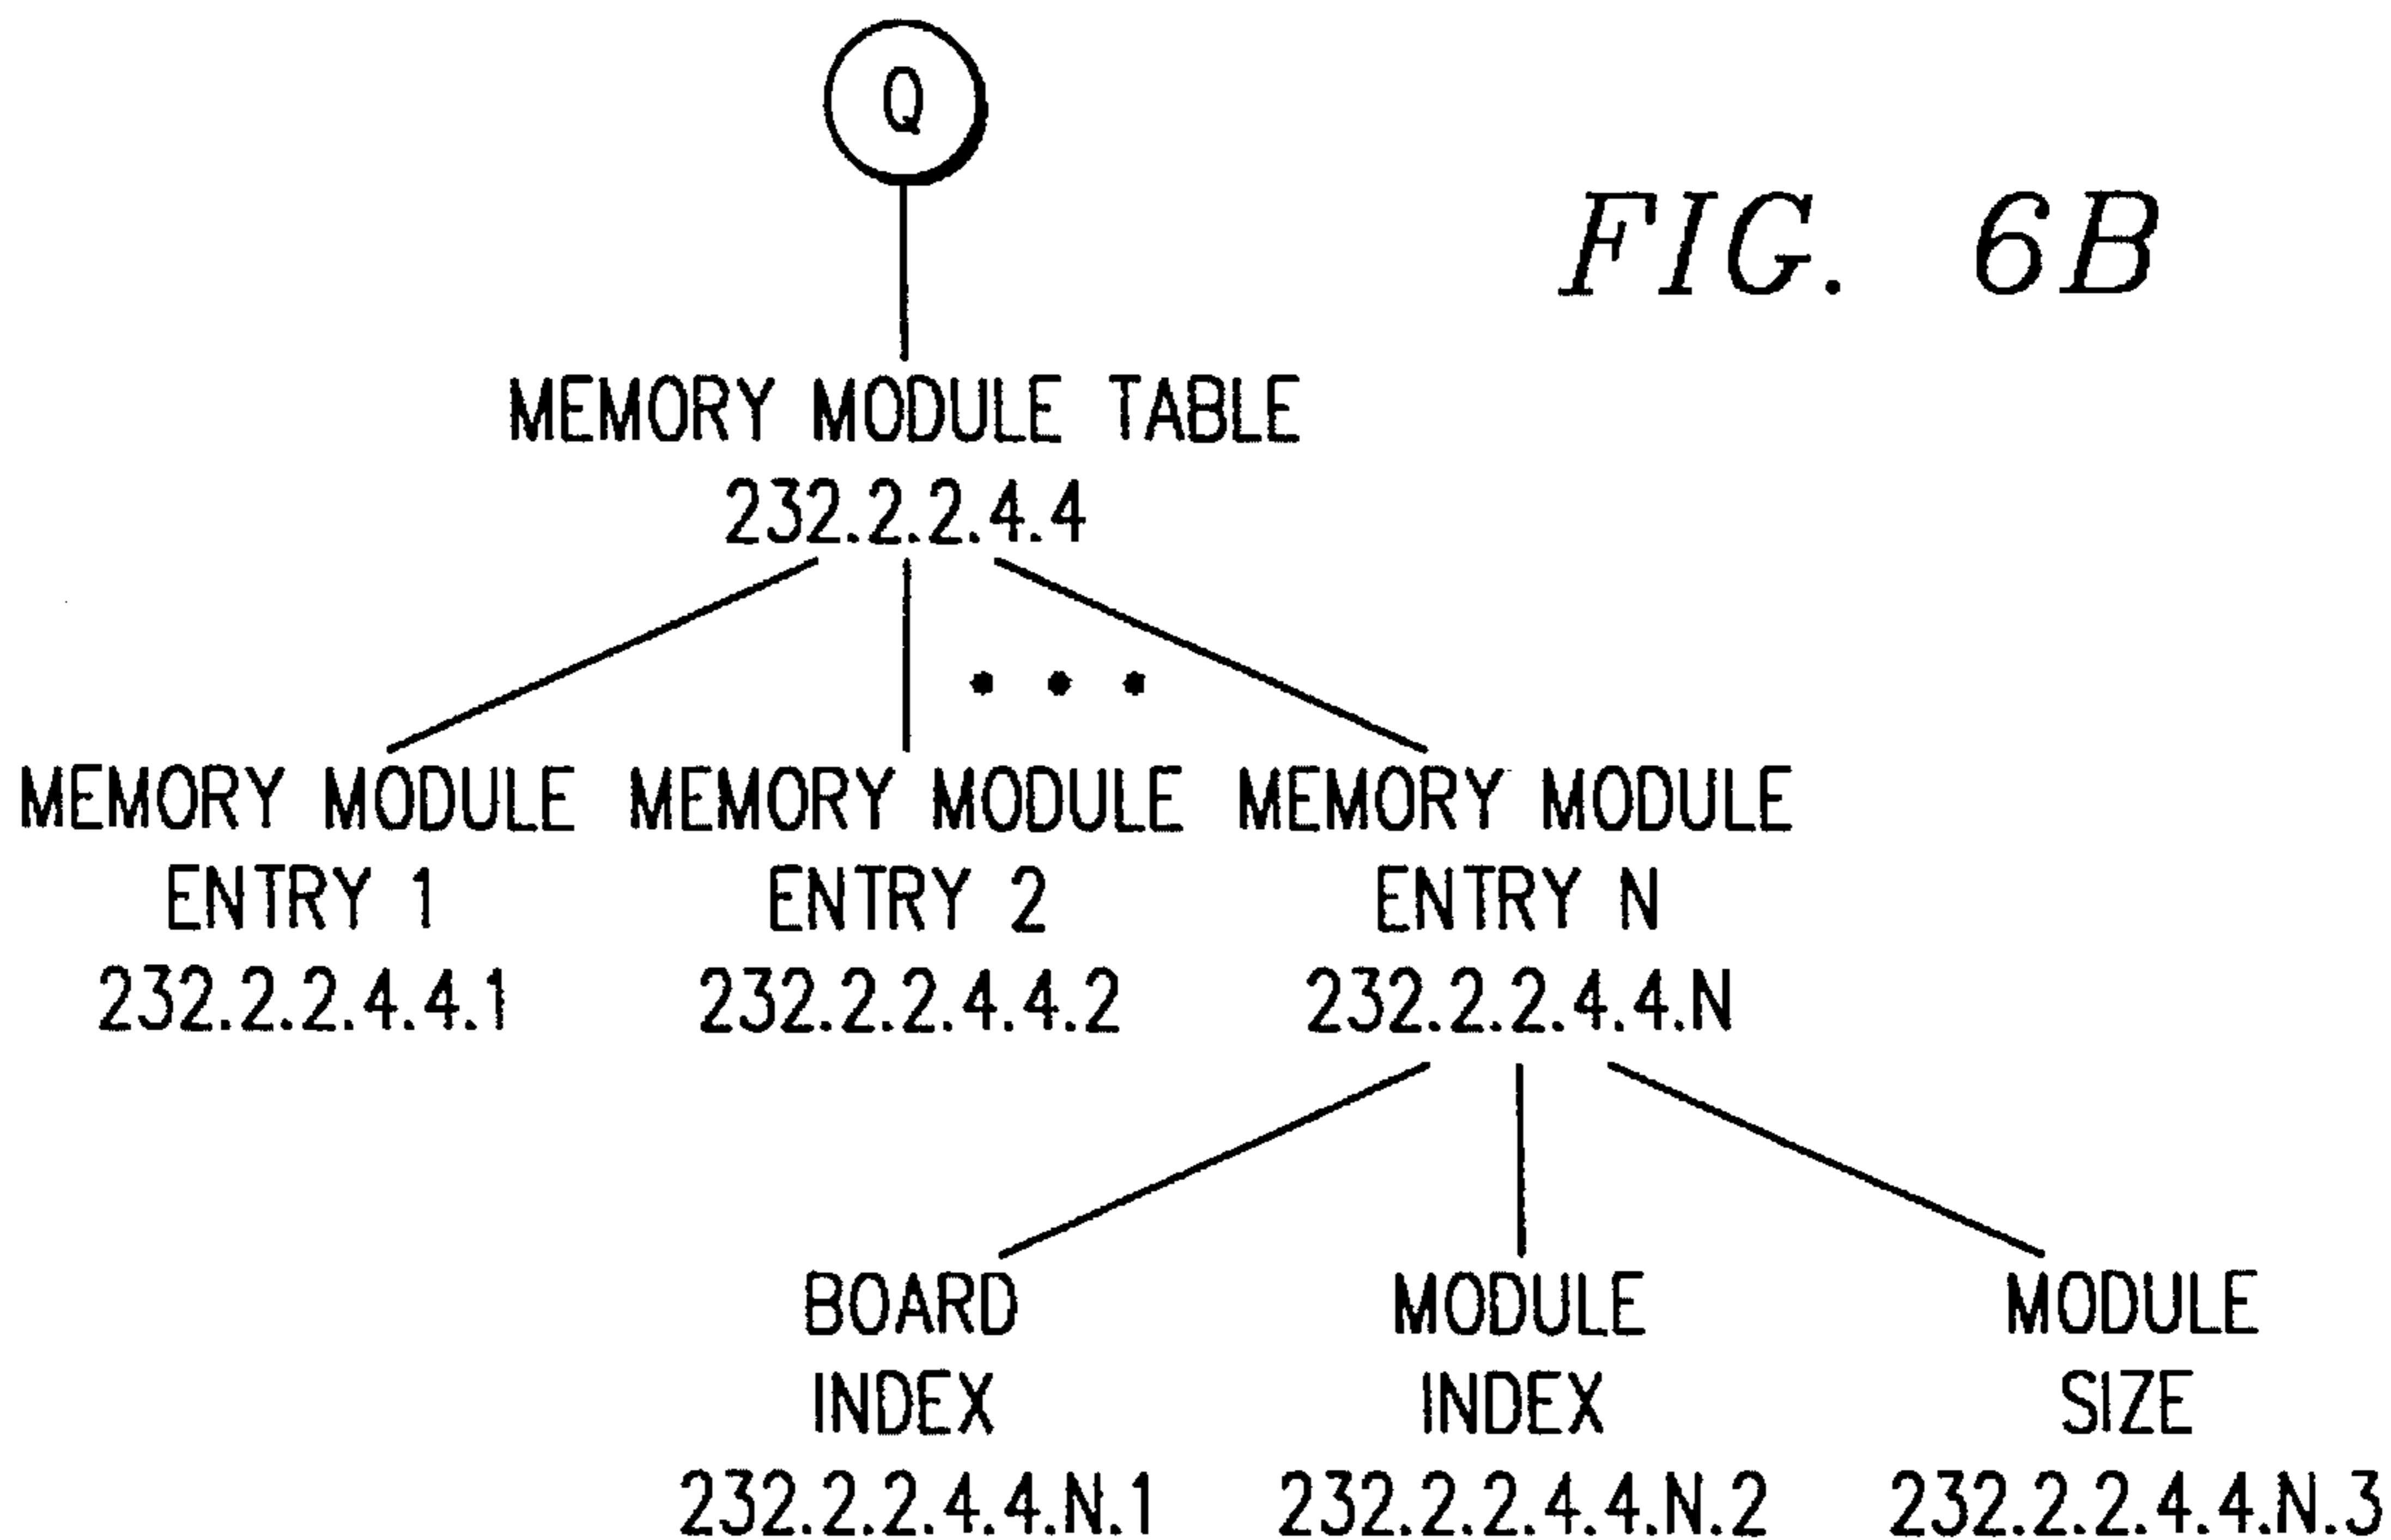 Q
FIG. 6B
MEMORY MODULE TABLE
232.2.2.4.4
MEMORY MODULE MEMORY MODULE MEMORY MODULE
ENTRY 1 ENTRY 2 ENTRY N
232.2.2.4.4.1 232.2.2.4.4.2 232.2.2.4.4.N
BOARD MODULE MODULE
INDEX INDEX SIZE
232.2.2.4.4.N.1 232.2.2.4.4.N.2 232.2.2.4.4.N.3